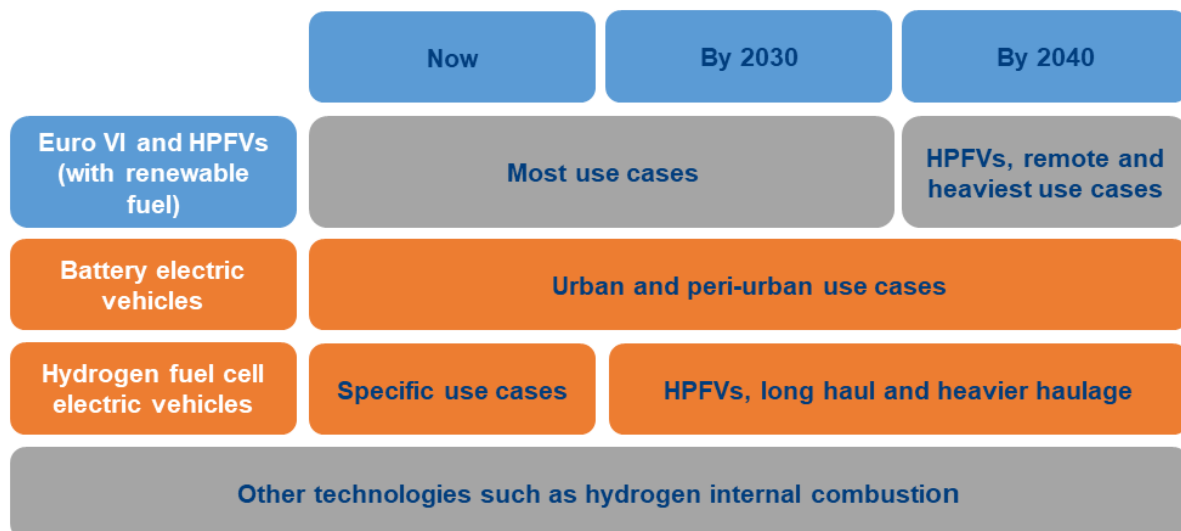 Now
By 2030
By 2040
Euro VI and HPFVs
(with renewable
fuel)
Most use cases
HPFVs, remote and
heaviest use cases
Battery electric
vehicles
Urban and peri-urban use cases
Hydrogen fuel cell
electric vehicles
Specific use cases
HPFVs, long haul and heavier haulage
Other technologies such as hydrogen internal combustion